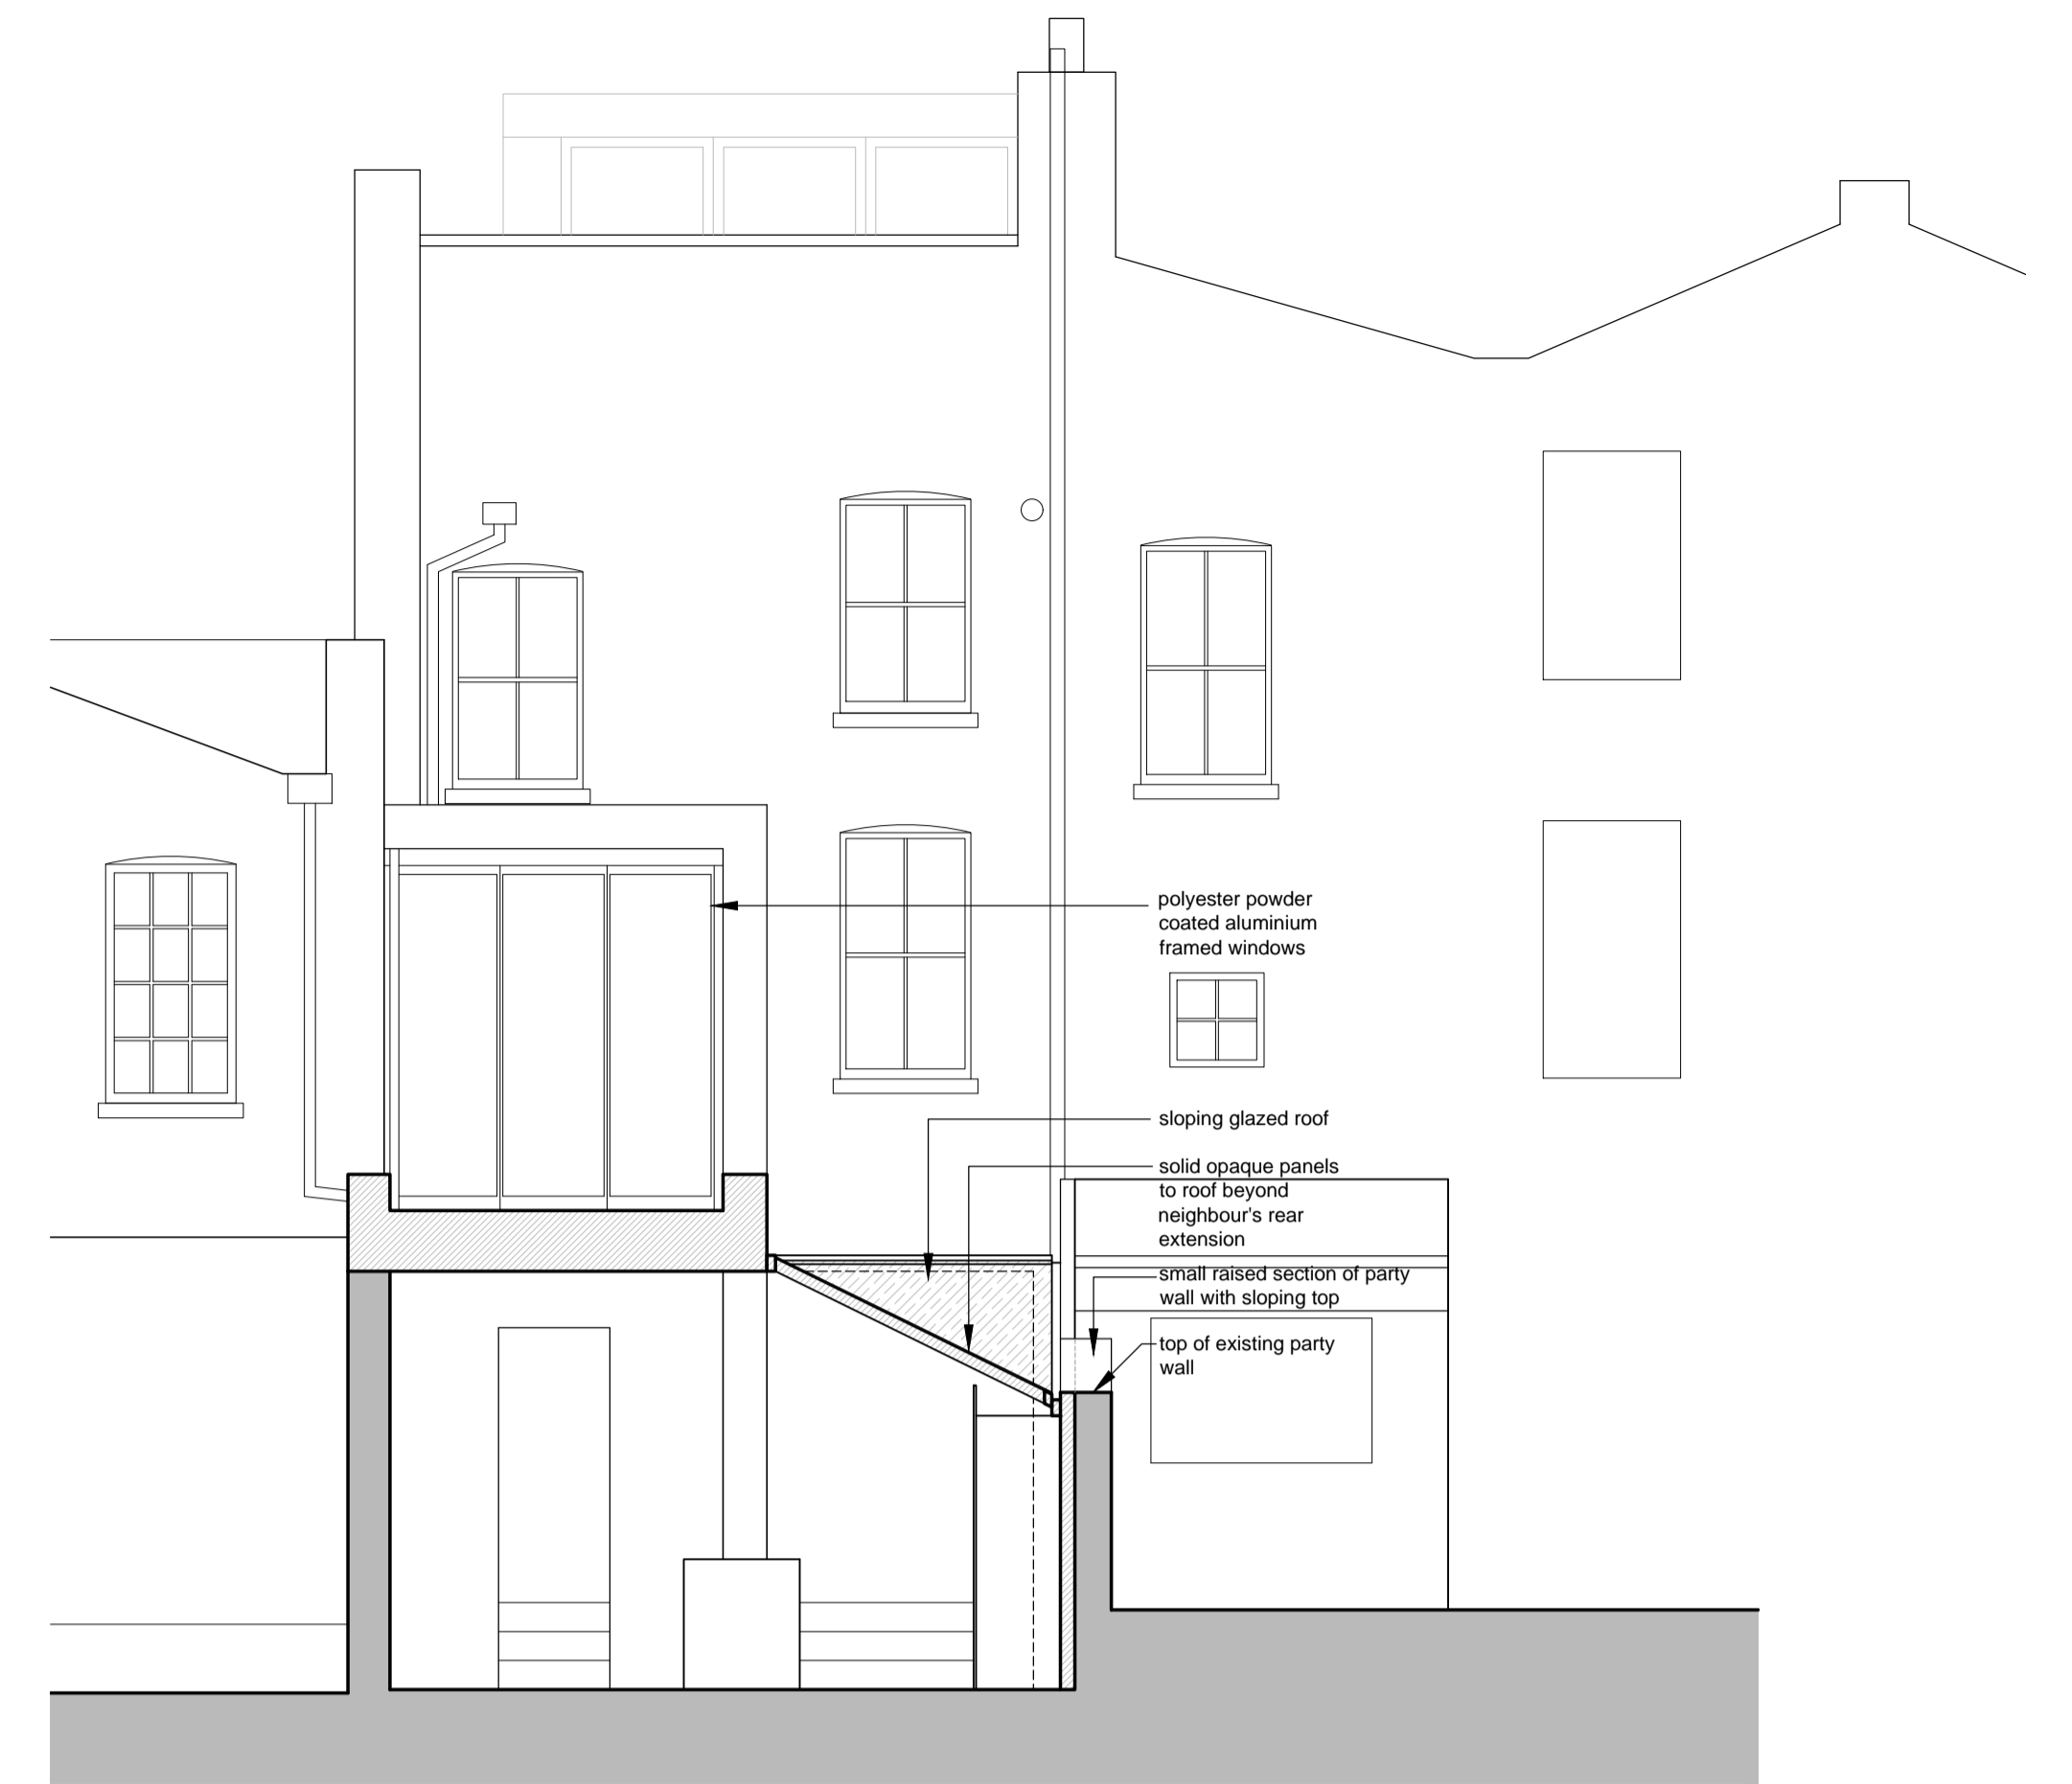 polyester powder
coated aluminium
framed windows
sloping glazed roof
solid opaque panels
to roof beyond
neighbour's rear
extension
small raised section of party
wall with sloping top
top of existing party
wall